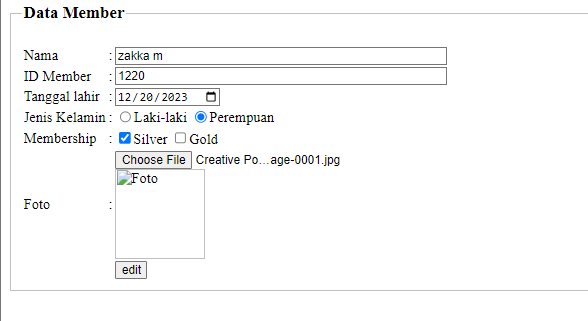 Data Member
Nama : zakka m
ID Member : 1220
Tanggal lahir : 12/20/2023
Jenis Kelamin : Laki-laki Perempuan
Membership : Silver Gold
Choose File Creative Po...age-0001.jpg
Foto
Foto :
edit